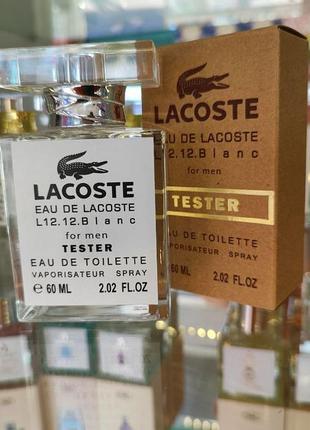 LACOSTE
EAU DE LACOSTE
L12.12.Blanc
for men
TESTER
EAU DE TOILETTE
VAPORISATEUR SPRAY
℮ 60 ML 2.02 FL.OZ
LACOSTE
EAU DE LACOSTE
L12.12.Blanc
for men
TESTER
EAU DE TOILETTE
VAPORISATEUR SPRAY
60 ML 2.02 FL.OZ